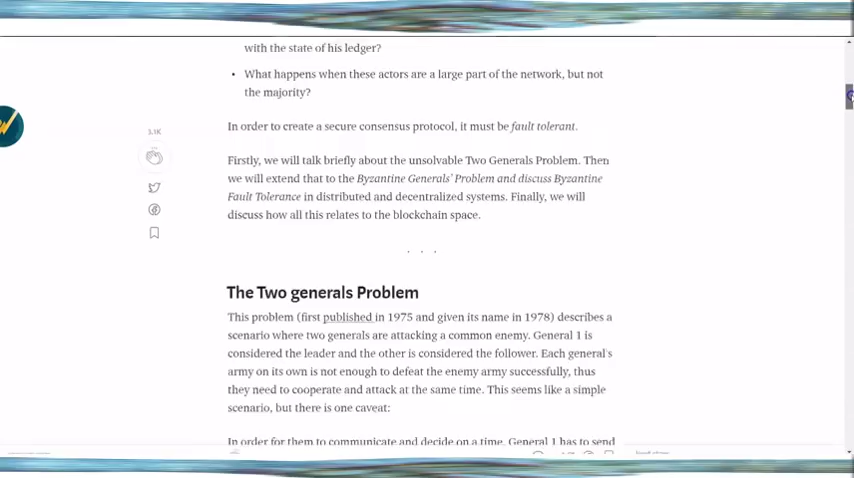 with the state of his ledger?
• What happens when these actors are a large part of the network, but not
the majority?
In order to create a secure consensus protocol, it must be fault tolerant.
3.1K
Firstly, we will talk briefly about the unsolvable Two Generals Problem. Then
we will extend that to the Byzantine Generals' Problem and discuss Byzantine
Fault Tolerance in distributed and decentralized systems. Finally, we will
discuss how all this relates to the blockchain space.
. . .
The Two generals Problem
This problem (first published in 1975 and given its name in 1978) describes a
scenario where two generals are attacking a common enemy. General 1 is
considered the leader and the other is considered the follower. Each general's
army on its own is not enough to defeat the enemy army successfully, thus
they need to cooperate and attack at the same time. This seems like a simple
scenario, but there is one caveat:
In order for them to communicate and decide on a time, General 1 has to send